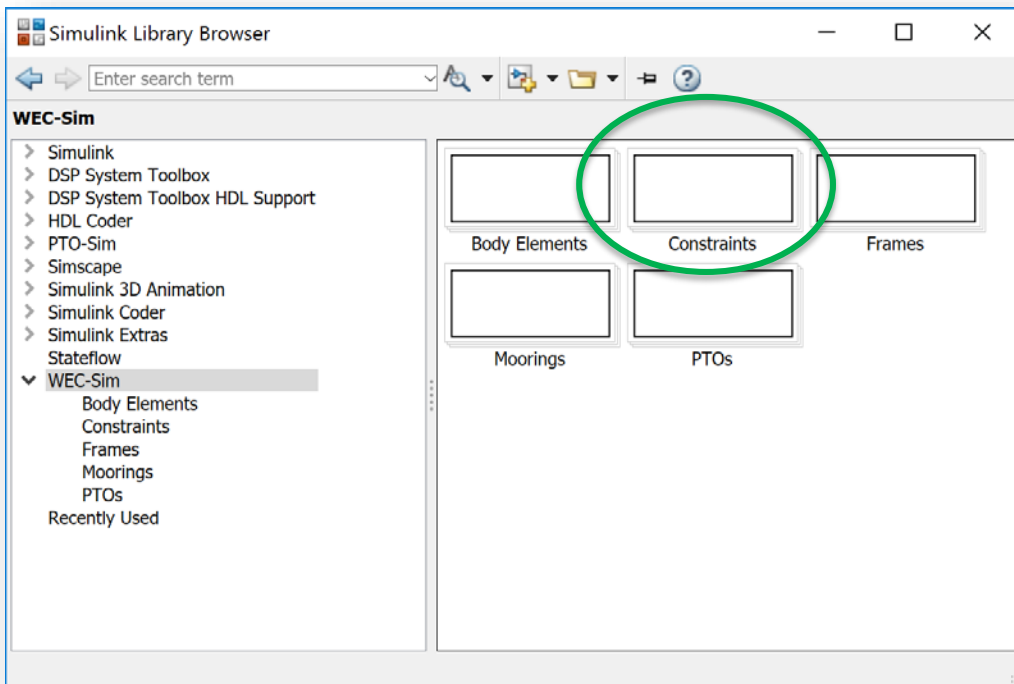 Simulink Library Browser
Enter search term
WEC-Sim
Simulink
DSP System Toolbox
DSP System Toolbox HDL Support
HDL Coder
PTO-Sim
Simscape
Simulink 3D Animation
Simulink Coder
Simulink Extras
Stateflow
WEC-Sim
Body Elements
Constraints
Frames
Moorings
PTOs
Recently Used
Body Elements Constraints Frames
Moorings PTOs